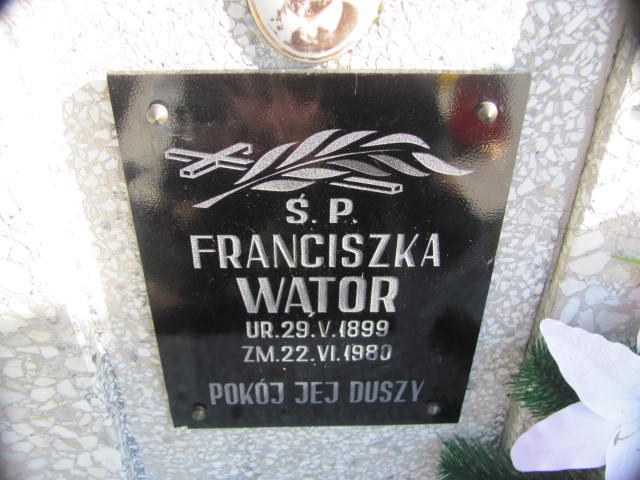 Ś. P.
FRANCISZKA
WĄTOR
UR. 29. V. 1899
ZM. 22. VI. 1980
POKÓJ JEJ DUSZY